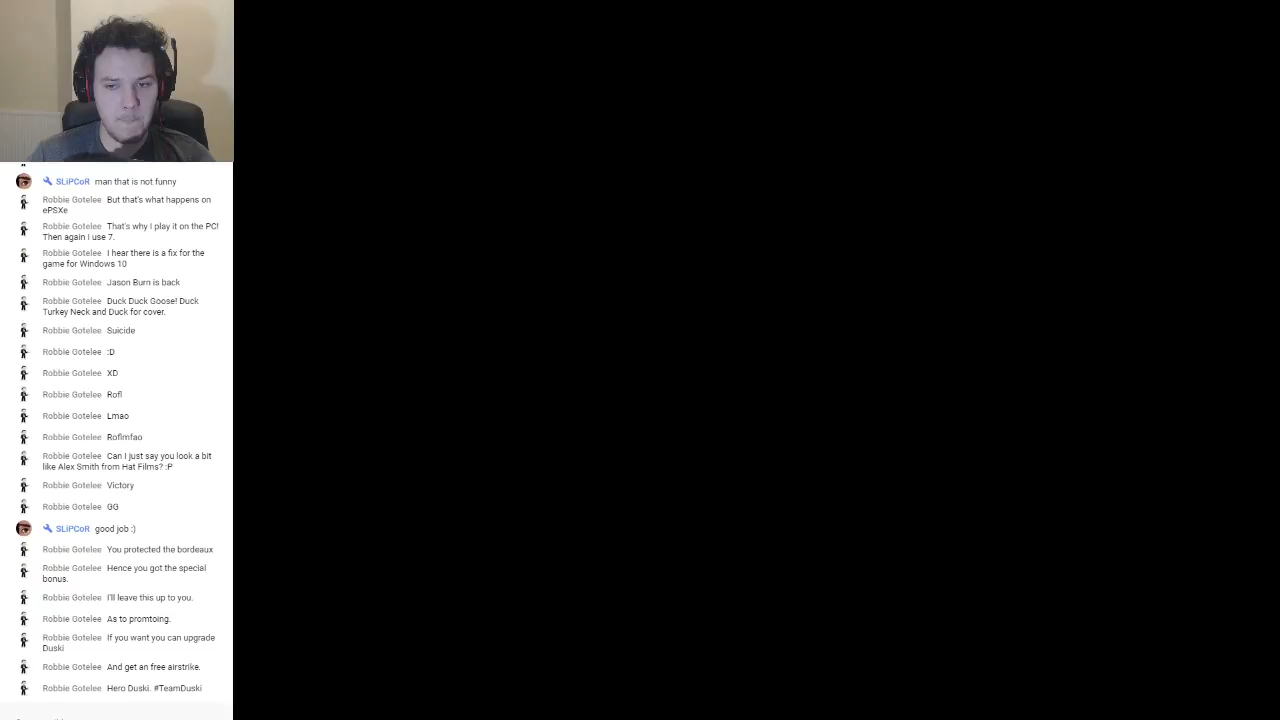 SLiPCoR man that is not funny
Robbie Gotelee But that's what happens on
ePSXe
Robbie Gotelee That's why I play it on the PC!
Then again I use 7.
Robbie Gotelee I hear there is a fix for the
game for Windows 10
Robbie Gotelee Jason Burn is back
Robbie Gotelee Duck Duck Goose! Duck
Turkey Neck and Duck for cover.
Robbie Gotelee Suicide
Robbie Gotelee :D
Robbie Gotelee XD
Robbie Gotelee Rofl
Robbie Gotelee Lmao
Robbie Gotelee Roflmfao
Robbie Gotelee Can I just say you look a bit
like Alex Smith from Hat Films? :P
Robbie Gotelee Victory
Robbie Gotelee GG
SLiPCoR good job :)
Robbie Gotelee You protected the bordeaux
Robbie Gotelee Hence you got the special
bonus.
Robbie Gotelee I'll leave this up to you.
Robbie Gotelee As to promtoing.
Robbie Gotelee If you want you can upgrade
Duski
Robbie Gotelee And get an free airstrike.
Robbie Gotelee Hero Duski. #TeamDuski